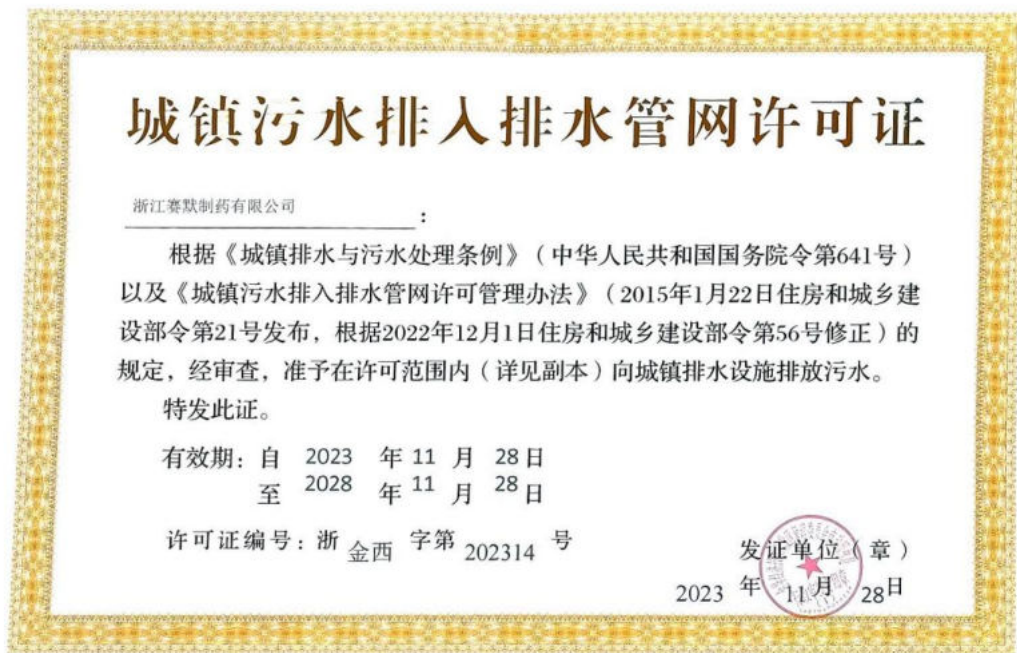 城镇污水排入排水管网许可证
浙江赛默制药有限公司：
根据《城镇排水与污水处理条例》（中华人民共和国国务院令第641号）
以及《城镇污水排入排水管网许可管理办法》（2015年1月22日住房和城乡建
设部令第21号发布，根据2022年12月1日住房和城乡建设部令第56号修正）的
规定，经审查，准予在许可范围内（详见副本）向城镇排水设施排放污水。
特发此证。
有效期：自 2023 年 11 月 28日
至 2028 年 11 月 28日
许可证编号：浙 金西 字第 202314 号
发证单位（章）
2023 年 11月 28日